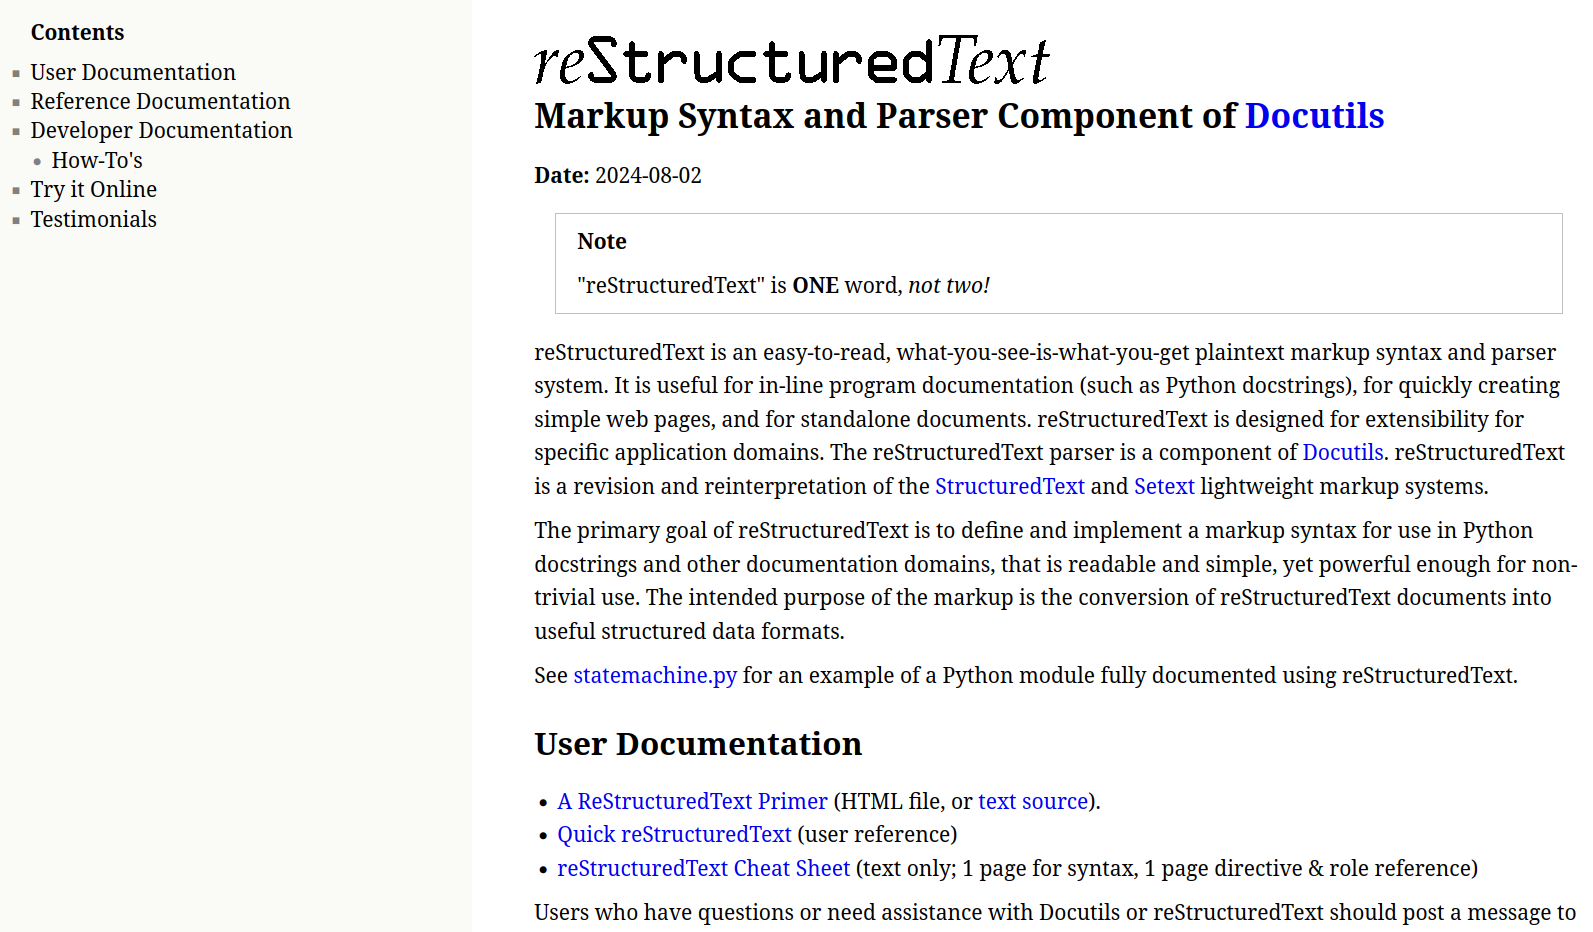 Contents
User Documentation
Reference Documentation
Developer Documentation
How-To's
Try it Online
Testimonials
reStructuredText
Markup Syntax and Parser Component of Docutils
Date: 2024-08-02
Note
"reStructuredText" is ONE word, not two!
reStructuredText is an easy-to-read, what-you-see-is-what-you-get plaintext markup syntax and parser
system. It is useful for in-line program documentation (such as Python docstrings), for quickly creating
simple web pages, and for standalone documents. reStructuredText is designed for extensibility for
specific application domains. The reStructuredText parser is a component of Docutils. reStructuredText
is a revision and reinterpretation of the StructuredText and Setext lightweight markup systems.
The primary goal of reStructuredText is to define and implement a markup syntax for use in Python
docstrings and other documentation domains, that is readable and simple, yet powerful enough for non-
trivial use. The intended purpose of the markup is the conversion of reStructuredText documents into
useful structured data formats.
See statemachine.py for an example of a Python module fully documented using reStructuredText.
User Documentation
• A ReStructuredText Primer (HTML file, or text source).
• Quick reStructuredText (user reference)
• reStructuredText Cheat Sheet (text only; 1 page for syntax, 1 page directive & role reference)
Users who have questions or need assistance with Docutils or reStructuredText should post a message to